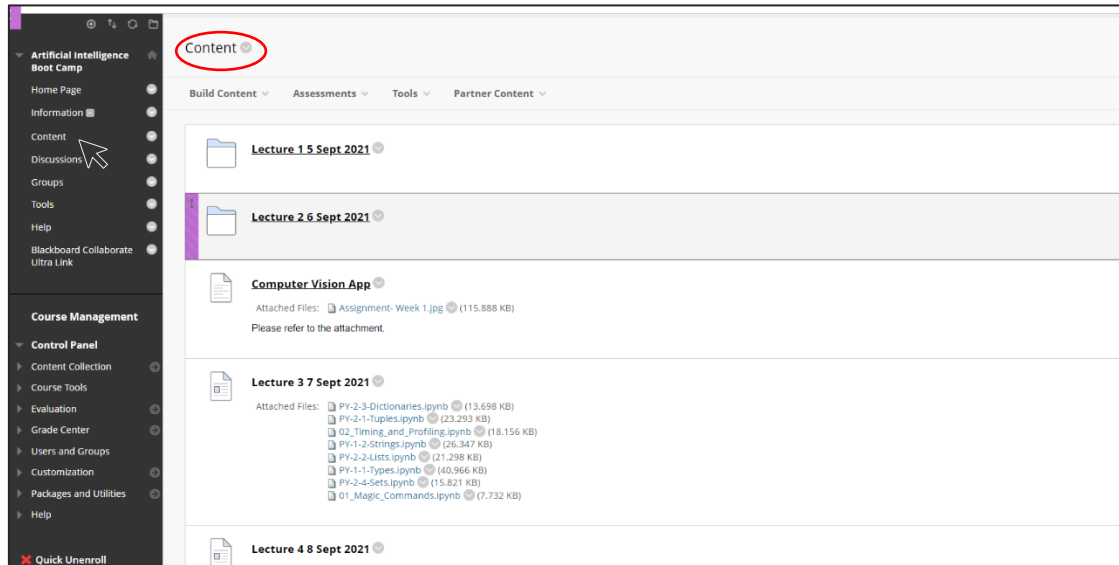 Artificial Intelligence
Boot Camp
Home Page
Information
Content
Discussions
Groups
Tools
Help
Blackboard Collaborate
Ultra Link
Course Management
Control Panel
Content Collection
Course Tools
Evaluation
Grade Center
Users and Groups
Customization
Packages and Utilities
Help
Quick Unenroll
Content
Build Content Assessments Tools Partner Content
Lecture 1 5 Sept 2021
Lecture 2 6 Sept 2021
Computer Vision App
Attached Files: Assignment- Week 1.jpg (115.888 KB)
Please refer to the attachment.
Lecture 3 7 Sept 2021
Attached Files: PY-2-3-Dictionaries.ipynb (13.698 KB)
PY-2-1-Tuples.ipynb (23.293 KB)
02_Timing_and_Profiling.ipynb (18.156 KB)
PY-1-2-Strings.ipynb (26.347 KB)
PY-2-2-Lists.ipynb (21.298 KB)
PY-1-1-Types.ipynb (40.966 KB)
PY-2-4-Sets.ipynb (15.821 KB)
01_Magic_Commands.ipynb (7.732 KB)
Lecture 4 8 Sept 2021